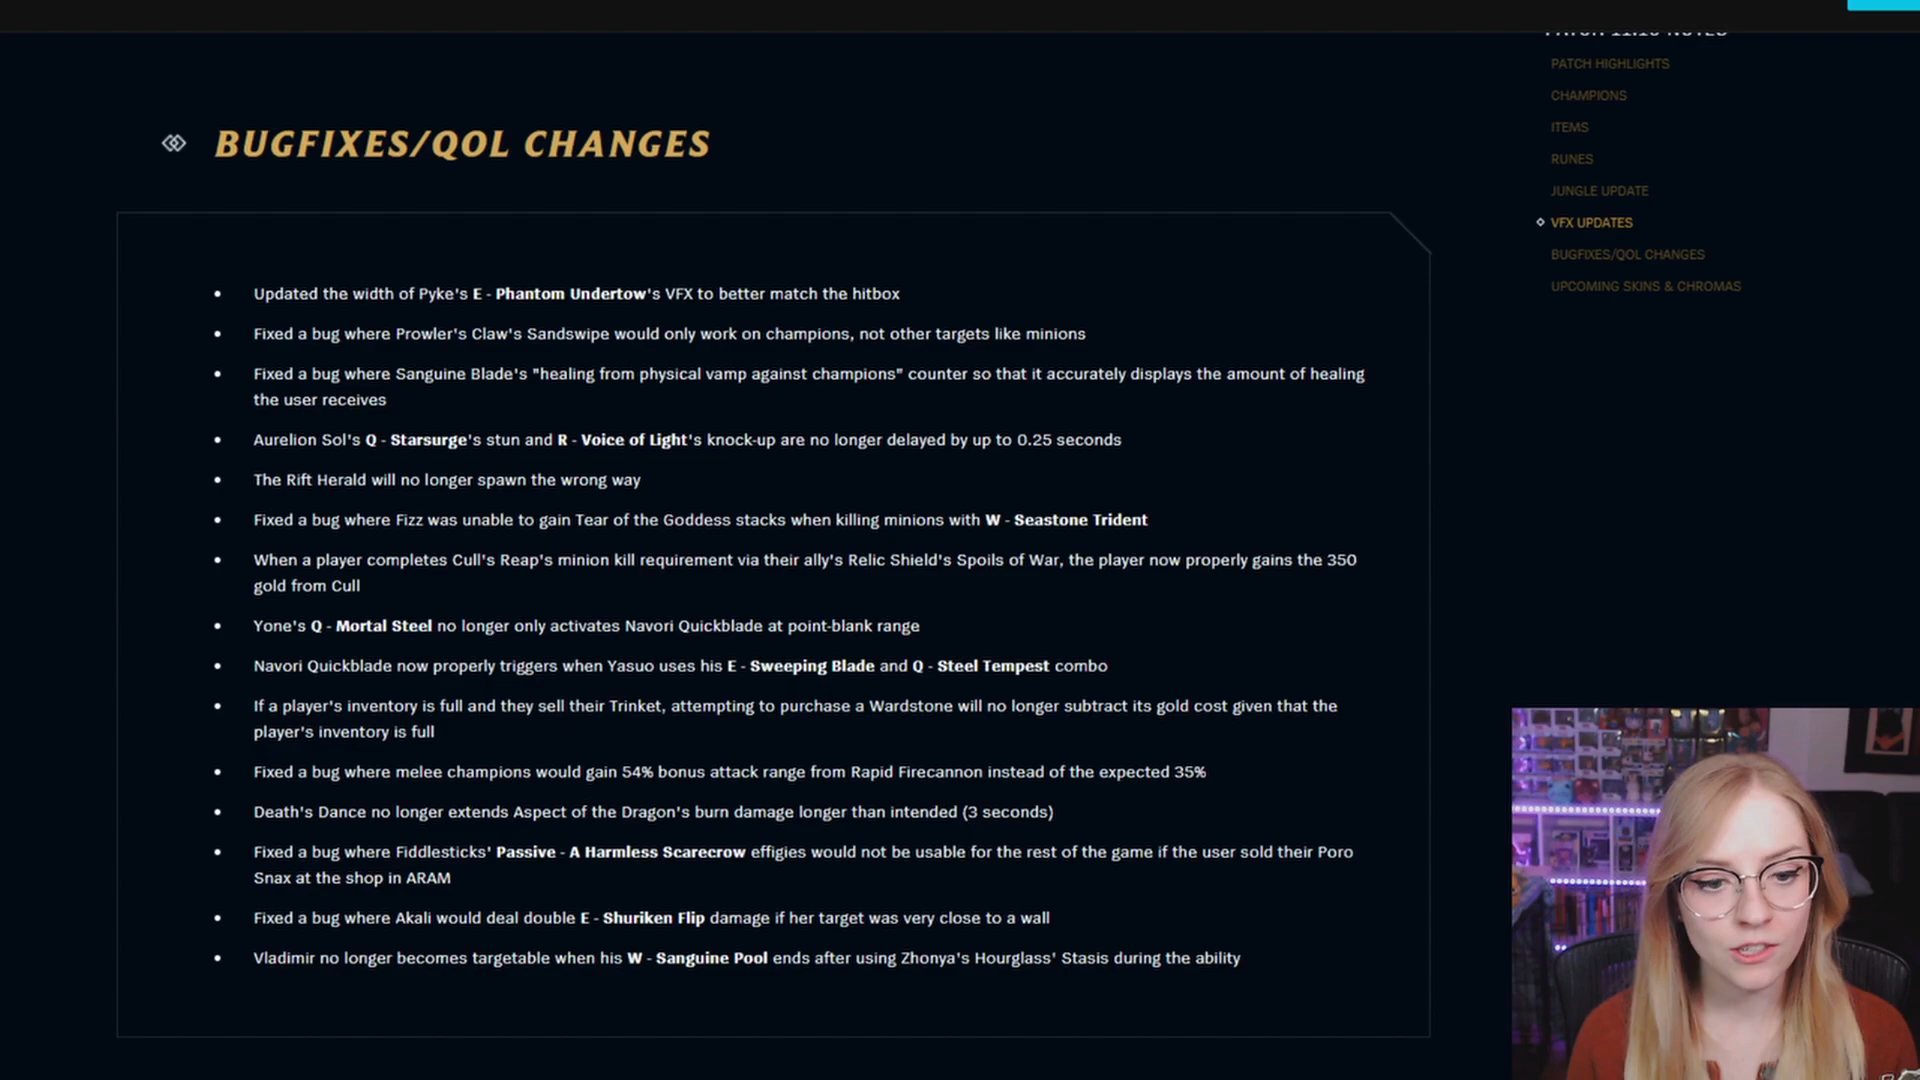 PATCH HIGHLIGHTS
CHAMPIONS
ITEMS
RUNES
JUNGLE UPDATE
VFX UPDATES
BUGFIXES/QOL CHANGES
UPCOMING SKINS & CHROMAS
BUGFIXES/QOL CHANGES
Updated the width of Pyke's E - Phantom Undertow's VFX to better match the hitbox
Fixed a bug where Prowler's Claw's Sandswipe would only work on champions, not other targets like minions
Fixed a bug where Sanguine Blade's "healing from physical vamp against champions" counter so that it accurately displays the amount of healing
the user receives
Aurelion Sol's Q - Starsurge's stun and R - Voice of Light's knock-up are no longer delayed by up to 0.25 seconds
The Rift Herald will no longer spawn the wrong way
Fixed a bug where Fizz was unable to gain Tear of the Goddess stacks when killing minions with W - Seastone Trident
When a player completes Cull's Reap's minion kill requirement via their ally's Relic Shield's Spoils of War, the player now properly gains the 350
gold from Cull
Yone's Q - Mortal Steel no longer only activates Navori Quickblade at point-blank range
Navori Quickblade now properly triggers when Yasuo uses his E - Sweeping Blade and Q - Steel Tempest combo
If a player's inventory is full and they sell their Trinket, attempting to purchase a Wardstone will no longer subtract its gold cost given that the
player's inventory is full
Fixed a bug where melee champions would gain 54% bonus attack range from Rapid Firecannon instead of the expected 35%
Death's Dance no longer extends Aspect of the Dragon's burn damage longer than intended (3 seconds)
Fixed a bug where Fiddlesticks' Passive - A Harmless Scarecrow effigies would not be usable for the rest of the game if the user sold their Poro
Snax at the shop in ARAM
Fixed a bug where Akali would deal double E - Shuriken Flip damage if her target was very close to a wall
Vladimir no longer becomes targetable when his W - Sanguine Pool ends after using Zhonya's Hourglass' Stasis during the ability